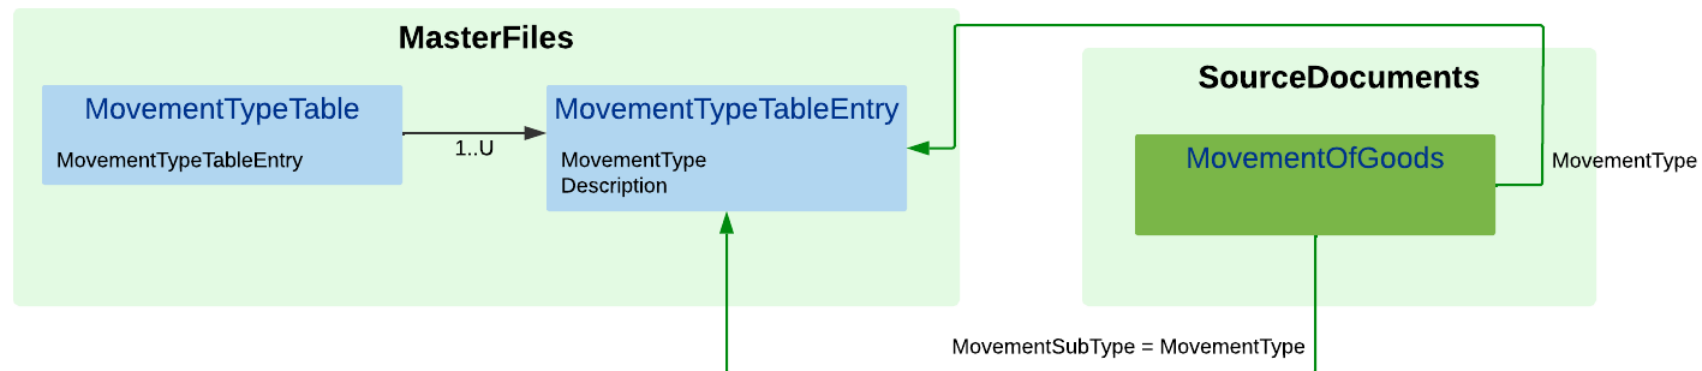 MasterFiles
MovementTypeTable
MovementTypeTableEntry
1..U
MovementTypeTableEntry
MovementType
Description
SourceDocuments
MovementOfGoods
MovementType
MovementSubType = MovementType